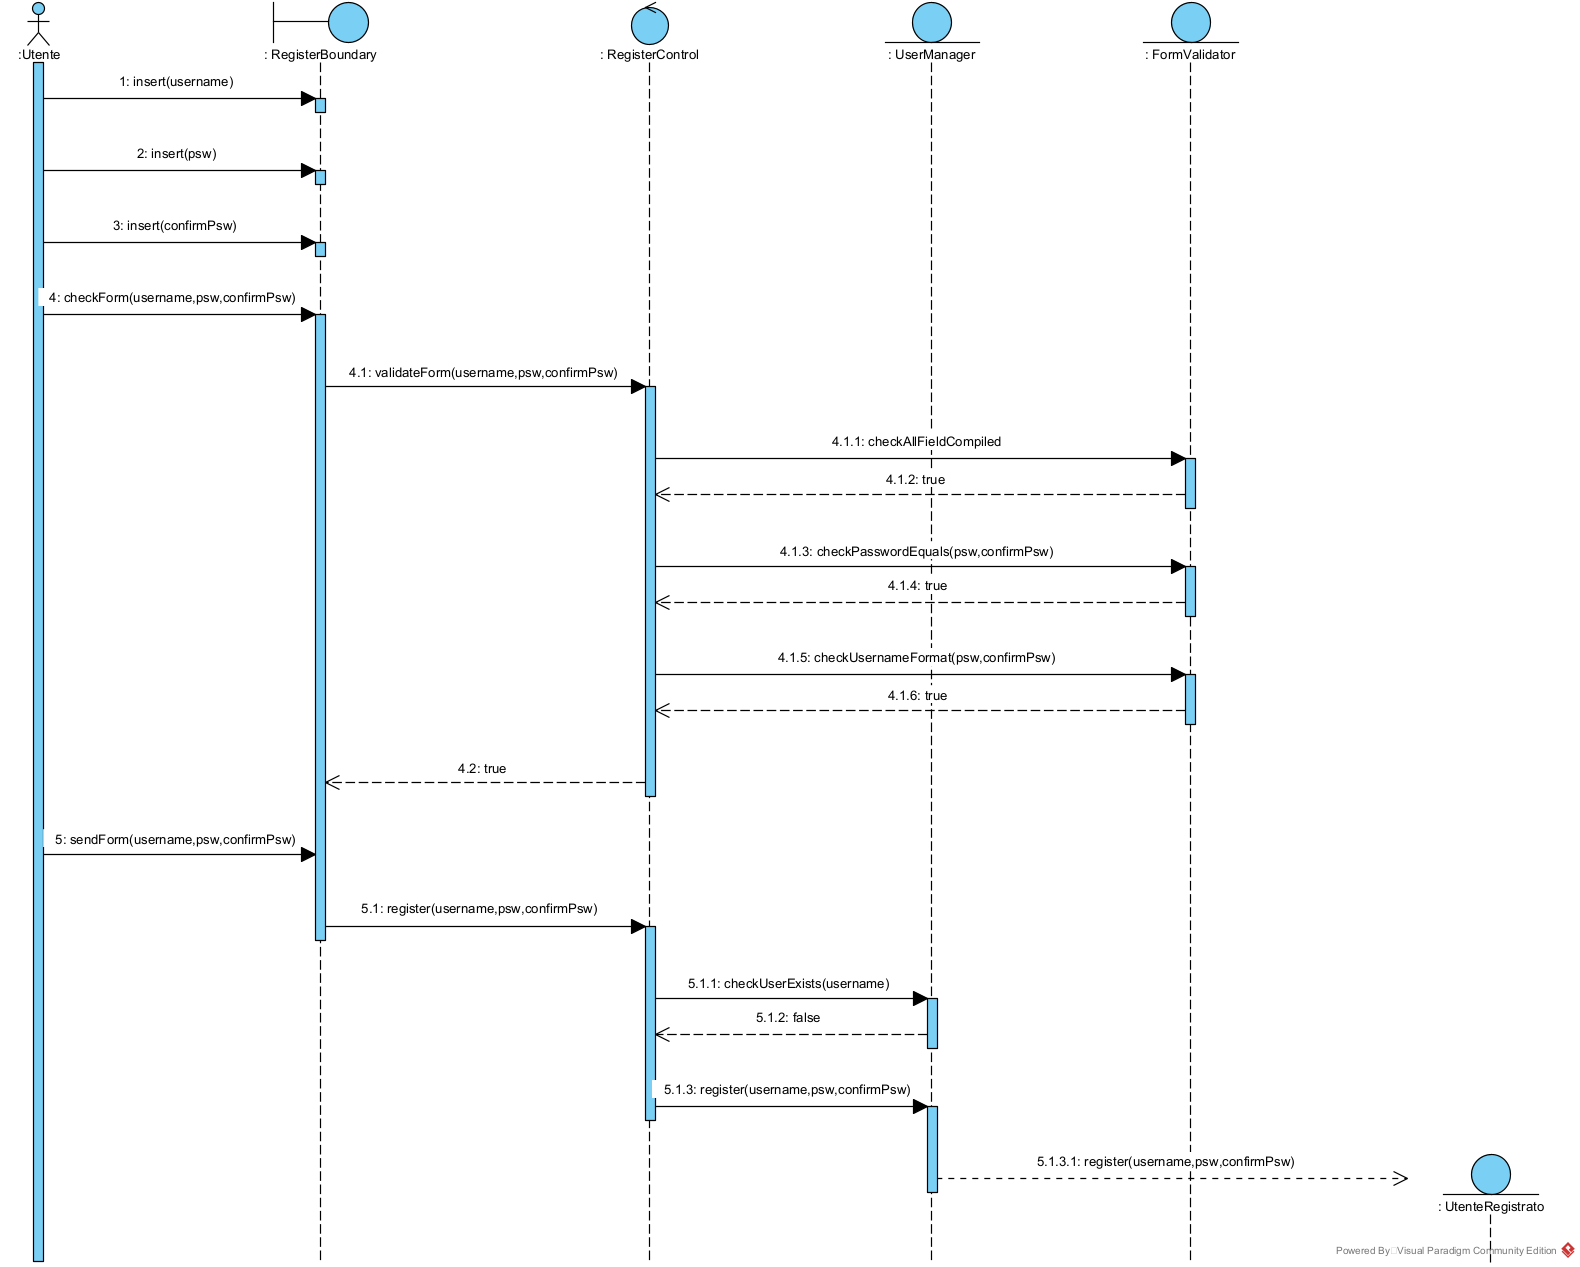 :Utente
: RegisterBoundary
: RegisterControl
: UserManager
: FormValidator
1: insert(username)
2: insert(psw)
3: insert(confirmPsw)
4: checkForm(username,psw,confirmPsw)
4.1: validateForm(username,psw,confirmPsw)
4.1.1: checkAllFieldCompiled
4.1.2: true
4.1.3: checkPasswordEquals(psw,confirmPsw)
4.1.4: true
4.1.5: checkUsernameFormat(psw,confirmPsw)
4.1.6: true
4.2: true
5: sendForm(username,psw,confirmPsw)
5.1: register(username,psw,confirmPsw)
5.1.1: checkUserExists(username)
5.1.2: false
5.1.3: register(username,psw,confirmPsw)
5.1.3.1: register(username,psw,confirmPsw)
: UtenteRegistrato
Powered By Visual Paradigm Community Edition